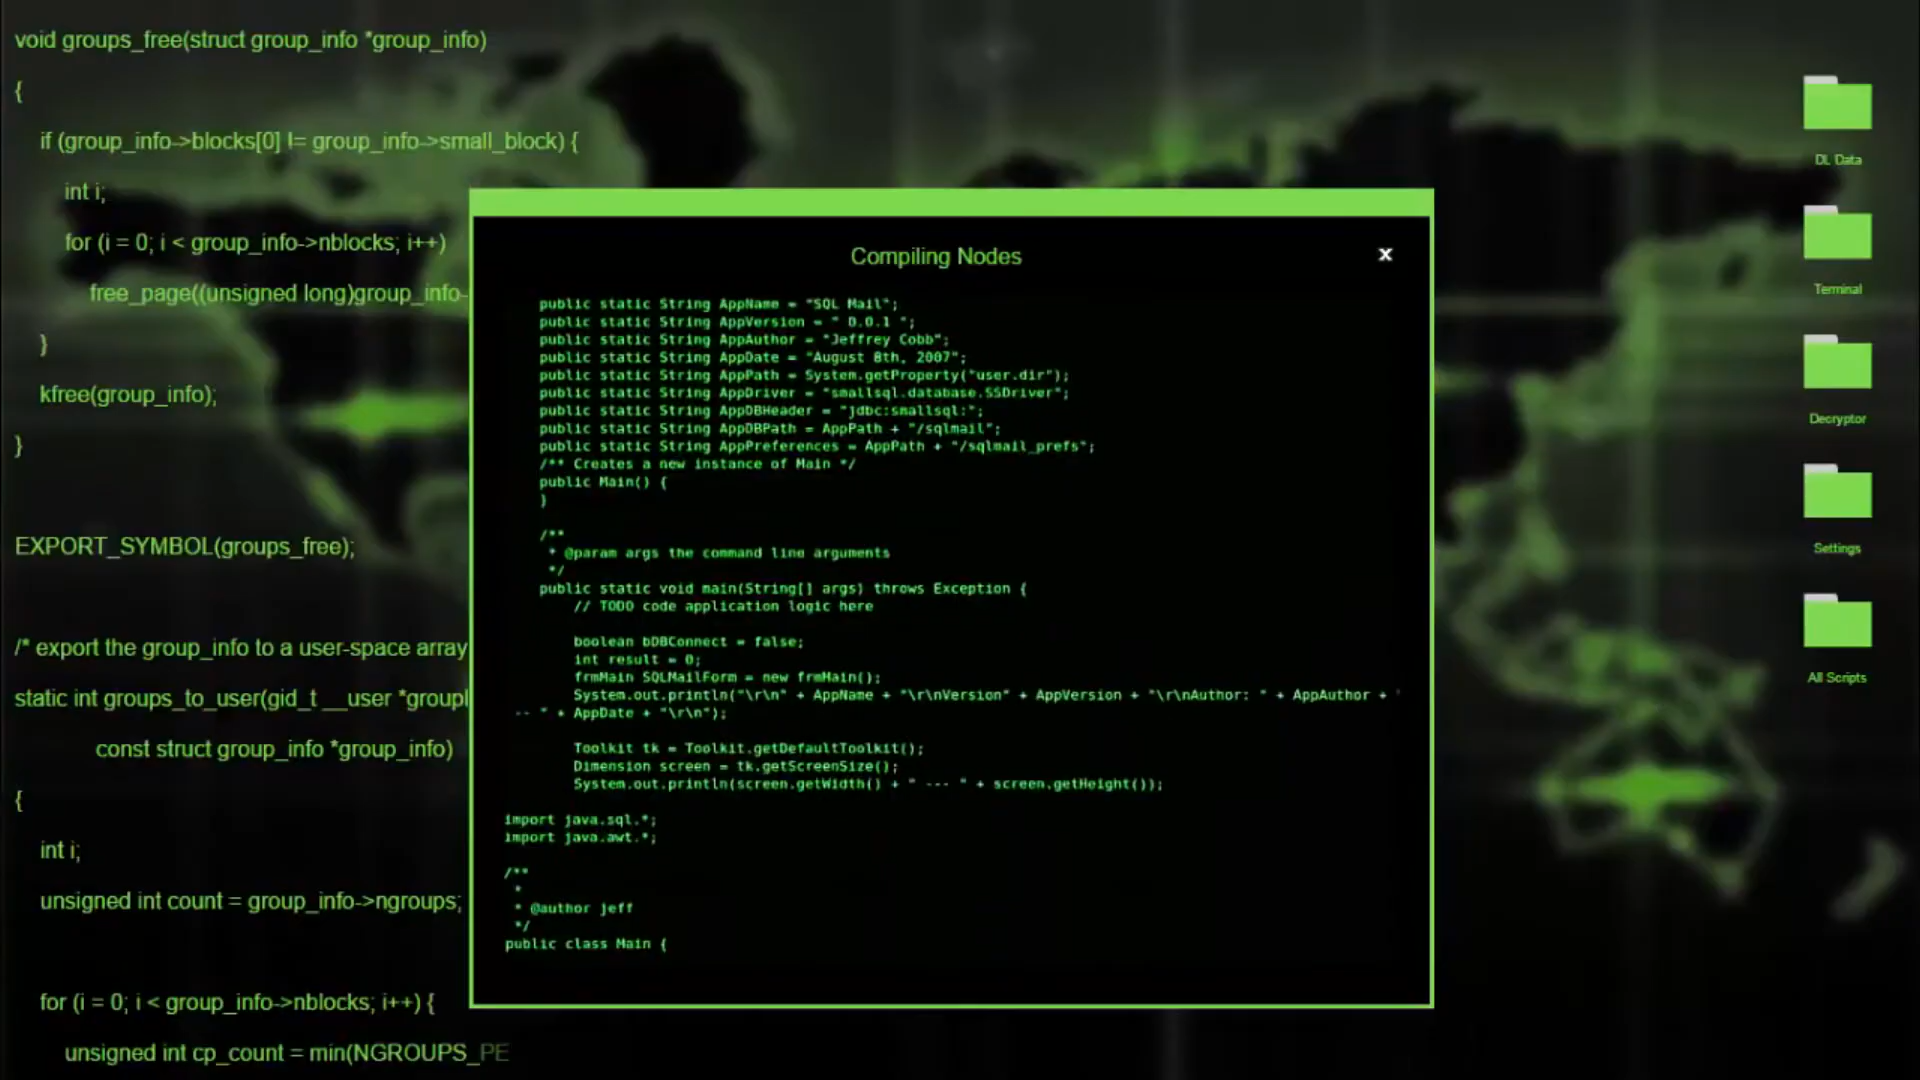 void groups_free(struct group_info *group_info)
{
if (group_info->blocks[0] != group_info->small_block) {
int i;
for (i = 0; i < group_info->nblocks; i++)
free_page((unsigned long)group_info-
}
kfree(group_info);
}
EXPORT_SYMBOL(groups_free);
/* export the group_info to a user-space array
static int groups_to_user(gid_t __user *groupl
const struct group_info *group_info)
{
int i;
unsigned int count = group_info->ngroups;
for (i = 0; i < group_info->nblocks; i++) {
unsigned int cp_count = min(NGROUPS_PE
Compiling Nodes
x
public static String AppName = "SQL Mail";
public static String AppVersion = " 0.0.1 ";
public static String AppAuthor = "Jeffrey Cobb";
public static String AppDate = "August 8th, 2007";
public static String AppPath = System.getProperty("user.dir");
public static String AppDriver = "smallsql.database.SSDriver";
public static String AppDBHeader = "jdbc:smallsql:";
public static String AppDBPath = AppPath + "/sqlmail";
public static String AppPreferences = AppPath + "/sqlmail_prefs";
/** Creates a new instance of Main */
public Main() {
}
/**
* @param args the command line arguments
*/
public static void main(String[] args) throws Exception {
// TODO code application logic here
boolean bDBConnect = false;
int result = 0;
frmMain SQLMailForm = new frmMain();
System.out.println("\r\n" + AppName + "\r\nVersion" + AppVersion + "\r\nAuthor: " + AppAuthor + "
-- " + AppDate + "\r\n");
Toolkit tk = Toolkit.getDefaultToolkit();
Dimension screen = tk.getScreenSize();
System.out.println(screen.getWidth() + " --- " + screen.getHeight());
import java.sql.*;
import java.awt.*;
/**
*
* @author jeff
*/
public class Main {
DL Data
Terminal
Decryptor
Settings
All Scripts